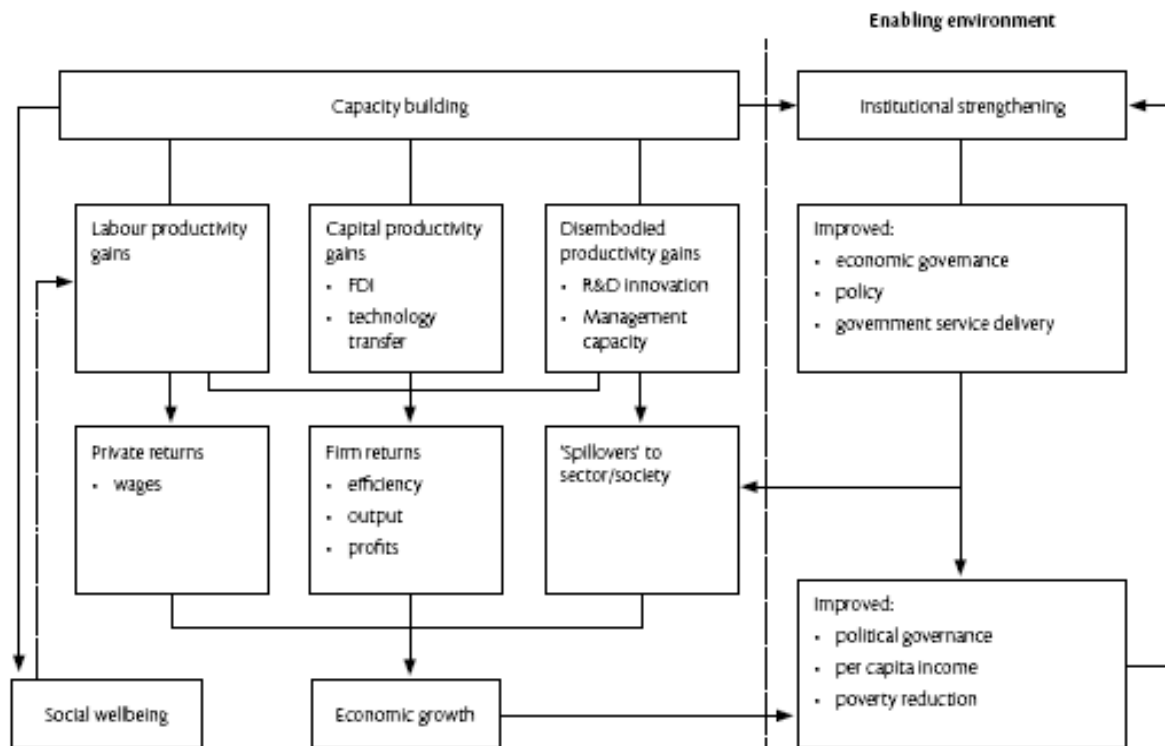 Enabling environment
Capacity building
Institutional strengthening
Labour productivity
gains
Capital productivity
gains
• FDI
• technology
transfer
Disembodied
productivity gains
• R&D innovation
• Management
capacity
Improved:
• economic governance
• policy
• government service delivery
Private returns
• wages
Firm returns
• efficiency
• output
• profits
'Spillovers' to
sector/society
Improved:
• political governance
• per capita income
• poverty reduction
Social wellbeing
Economic growth